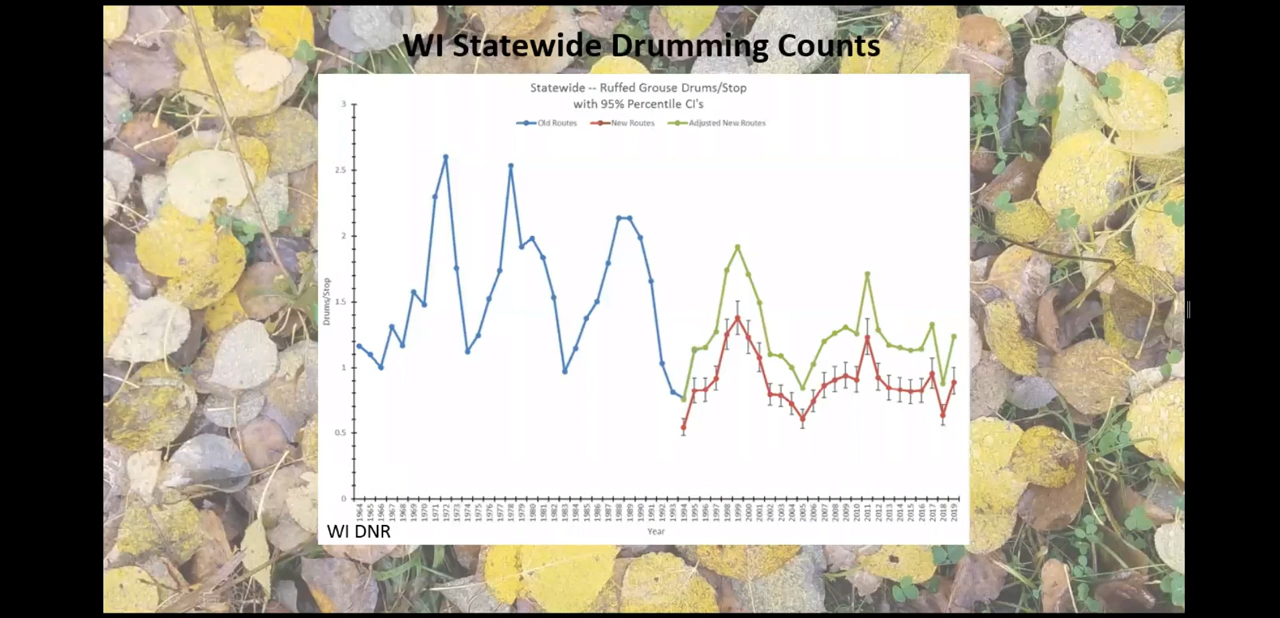 WI Statewide Drumming Counts
Statewide -- Ruffed Grouse Drums/Stop
with 95% Percentile CI's
Old Routes New Routes Adjusted New Routes
3
2.5
2
1.5
1
0.5
0
Drums/Stop
1964 1965 1966 1967 1968 1969 1970 1971 1972 1973 1974 1975 1976 1977 1978 1979 1980 1981 1982 1983 1984 1985 1986 1987 1988 1989 1990 1991 1992 1993 1994 1995 1996 1997 1998 1999 2000 2001 2002 2003 2004 2005 2006 2007 2008 2009 2010 2011 2012 2013 2014 2015 2016 2017 2018 2019
Year
WI DNR